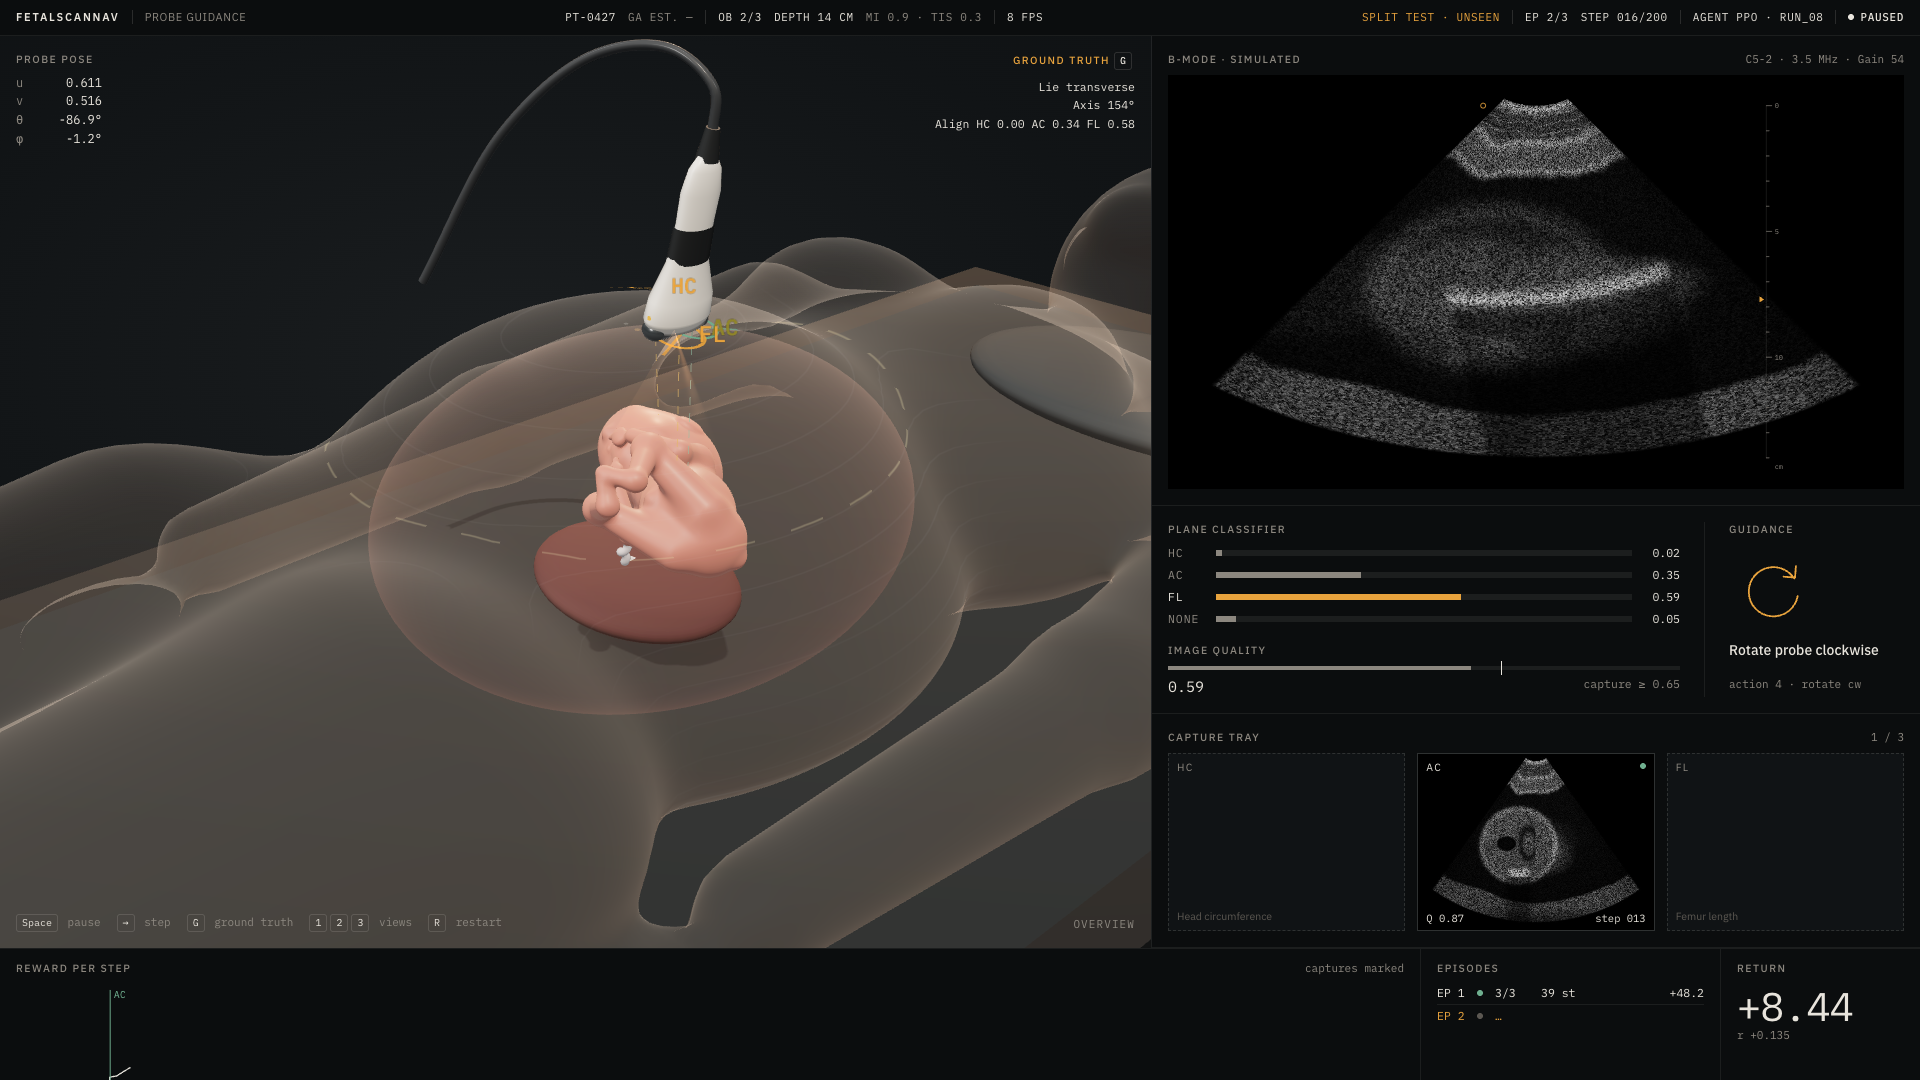 FETALSCANNAV PROBE GUIDANCE PT-0427 GA EST. — OB 2/3 DEPTH 14 CM MI 0.9 · TIS 0.3 8 FPS SPLIT TEST · UNSEEN EP 2/3 STEP 016/200 AGENT PPO · RUN_08 PAUSED
PROBE POSE
u 0.611
v 0.516
θ -86.9°
φ -1.2°
GROUND TRUTH G
Lie transverse
Axis 154°
Align HC 0.00 AC 0.34 FL 0.58
HC
AC
FL
Space pause → step G ground truth 1 2 3 views R restart
OVERVIEW
B-MODE · SIMULATED C5-2 · 3.5 MHz · Gain 54
0
5
10
cm
PLANE CLASSIFIER
HC 0.02
AC 0.35
FL 0.59
NONE 0.05
IMAGE QUALITY
0.59 capture ≥ 0.65
GUIDANCE
Rotate probe clockwise
action 4 · rotate cw
CAPTURE TRAY 1 / 3
HC
Head circumference
AC
Q 0.87 step 013
FL
Femur length
REWARD PER STEP captures marked
AC
EPISODES
EP 1 3/3 39 st +48.2
EP 2 …
RETURN
+8.44
r +0.135